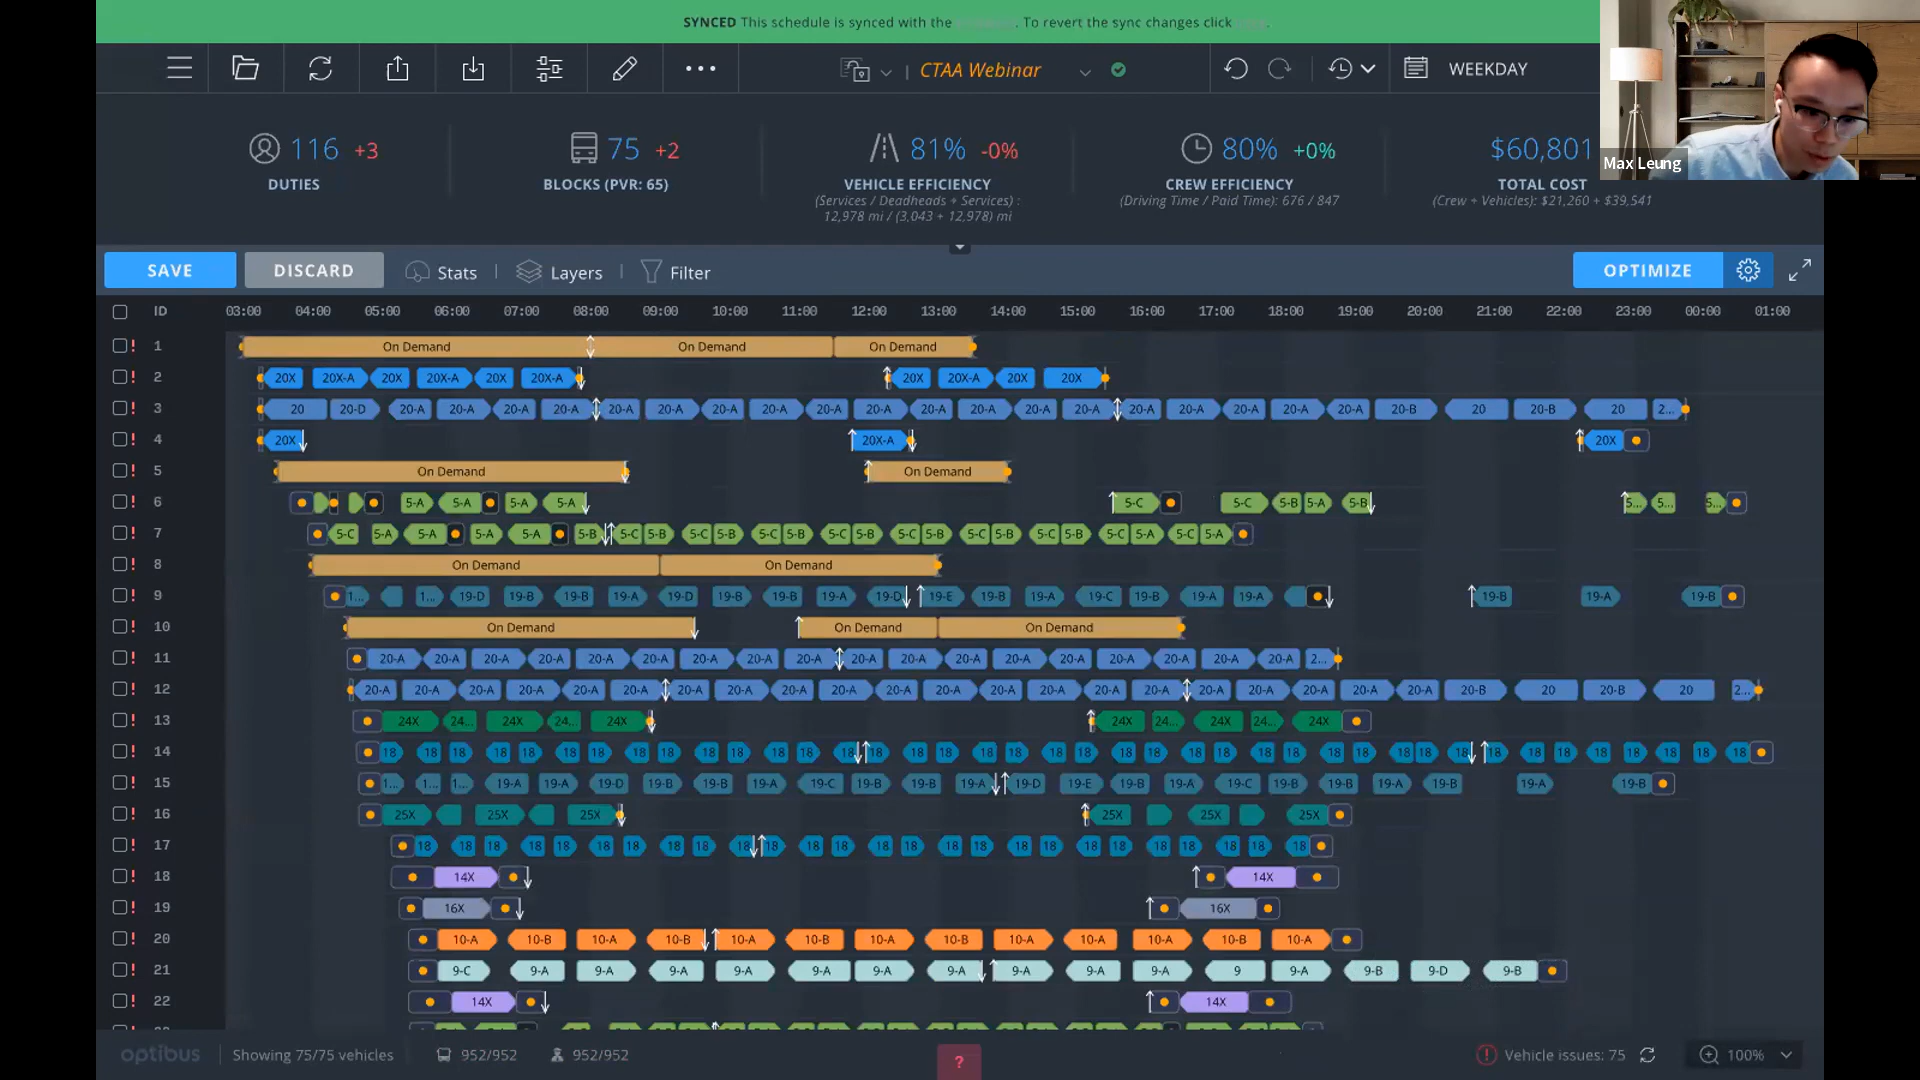 SYNCED This schedule is synced with the . To revert the sync changes click .
CTAA Webinar
WEEKDAY
Max Leung
116 +3
DUTIES
75 +2
BLOCKS (PVR: 65)
81% -0%
VEHICLE EFFICIENCY
(Services / Deadheads + Services) :
12,978 mi / (3,043 + 12,978) mi
80% +0%
CREW EFFICIENCY
(Driving Time / Paid Time): 676 / 847
$60,801
TOTAL COST
(Crew + Vehicles): $21,260 + $39,541
SAVE DISCARD Stats Layers Filter OPTIMIZE
ID 03:00 04:00 05:00 06:00 07:00 08:00 09:00 10:00 11:00 12:00 13:00 14:00 15:00 16:00 17:00 18:00 19:00 20:00 21:00 22:00 23:00 00:00 01:00
! 1 On Demand On Demand On Demand
! 2 20X 20X-A 20X 20X-A 20X 20X-A 20X 20X-A 20X 20X
! 3 20 20-D 20-A 20-A 20-A 20-A 20-A 20-A 20-A 20-A 20-A 20-A 20-A 20-A 20-A 20-A 20-A 20-A 20-A 20-A 20-A 20-B 20 20-B 20 2...
! 4 20X 20X-A 20X
! 5 On Demand On Demand
! 6 5-A 5-A 5-A 5-A 5-C 5-C 5-B 5-A 5-B 5... 5... 5...
! 7 5-C 5-A 5-A 5-A 5-A 5-B 5-C 5-B 5-C 5-B 5-C 5-B 5-C 5-B 5-C 5-B 5-C 5-B 5-C 5-B 5-C 5-A 5-C 5-A
! 8 On Demand On Demand
! 9 1... 1... 19-D 19-B 19-B 19-A 19-D 19-B 19-B 19-A 19-D 19-E 19-B 19-A 19-C 19-B 19-A 19-A 19-B 19-A 19-B
! 10 On Demand On Demand On Demand
! 11 20-A 20-A 20-A 20-A 20-A 20-A 20-A 20-A 20-A 20-A 20-A 20-A 20-A 20-A 20-A 20-A 20-A 20-A 2...
! 12 20-A 20-A 20-A 20-A 20-A 20-A 20-A 20-A 20-A 20-A 20-A 20-A 20-A 20-A 20-A 20-A 20-A 20-A 20-A 20-A 20-A 20-B 20 20-B 20 2...
! 13 24X 24... 24X 24... 24X 24X 24... 24X 24... 24X
! 14 18 18 18 18 18 18 18 18 18 18 18 18 18 18 18 18 18 18 18 18 18 18 18 18 18 18 18 18 18 18 18 18 18 18 18 18 18 18 18 18
! 15 1... 1... 1... 19-A 19-A 19-D 19-B 19-B 19-A 19-C 19-B 19-B 19-A 19-D 19-E 19-B 19-A 19-C 19-B 19-B 19-A 19-B 19-A 19-B
! 16 25X 25X 25X 25X 25X 25X
! 17 18 18 18 18 18 18 18 18 18 18 18 18 18 18 18 18 18 18 18 18 18 18 18 18 18 18
! 18 14X 14X
! 19 16X 16X
! 20 10-A 10-B 10-A 10-B 10-A 10-B 10-A 10-B 10-A 10-A 10-A 10-B 10-A
! 21 9-C 9-A 9-A 9-A 9-A 9-A 9-A 9-A 9-A 9-A 9-A 9 9-A 9-B 9-D 9-B
! 22 14X 14X
optibus Showing 75/75 vehicles 952/952 952/952 ? ! Vehicle issues: 75 100%